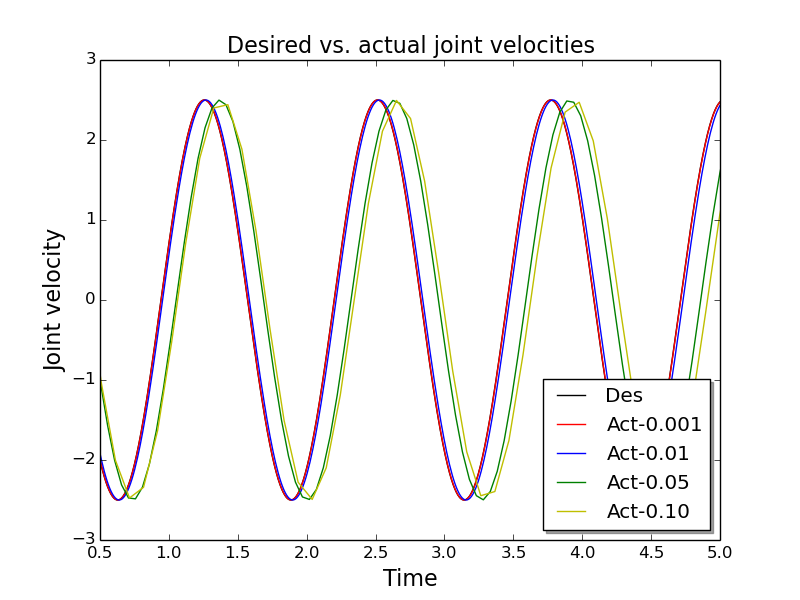 Desired vs. actual joint velocities
3
2
1
0
−1
−2
−3
Joint velocity
Des
Act-0.001
Act-0.01
Act-0.05
Act-0.10
0.5 1.0 1.5 2.0 2.5 3.0 3.5 4.0 4.5 5.0
Time